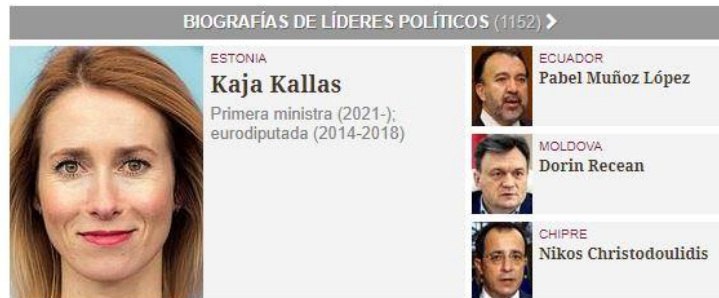 BIOGRAFÍAS DE LÍDERES POLÍTICOS (1152)
ESTONIA
Kaja Kallas
Primera ministra (2021-);
eurodiputada (2014-2018)
ECUADOR
Pabel Muñoz López
MOLDOVA
Dorin Recean
CHIPRE
Nikos Christodoulidis